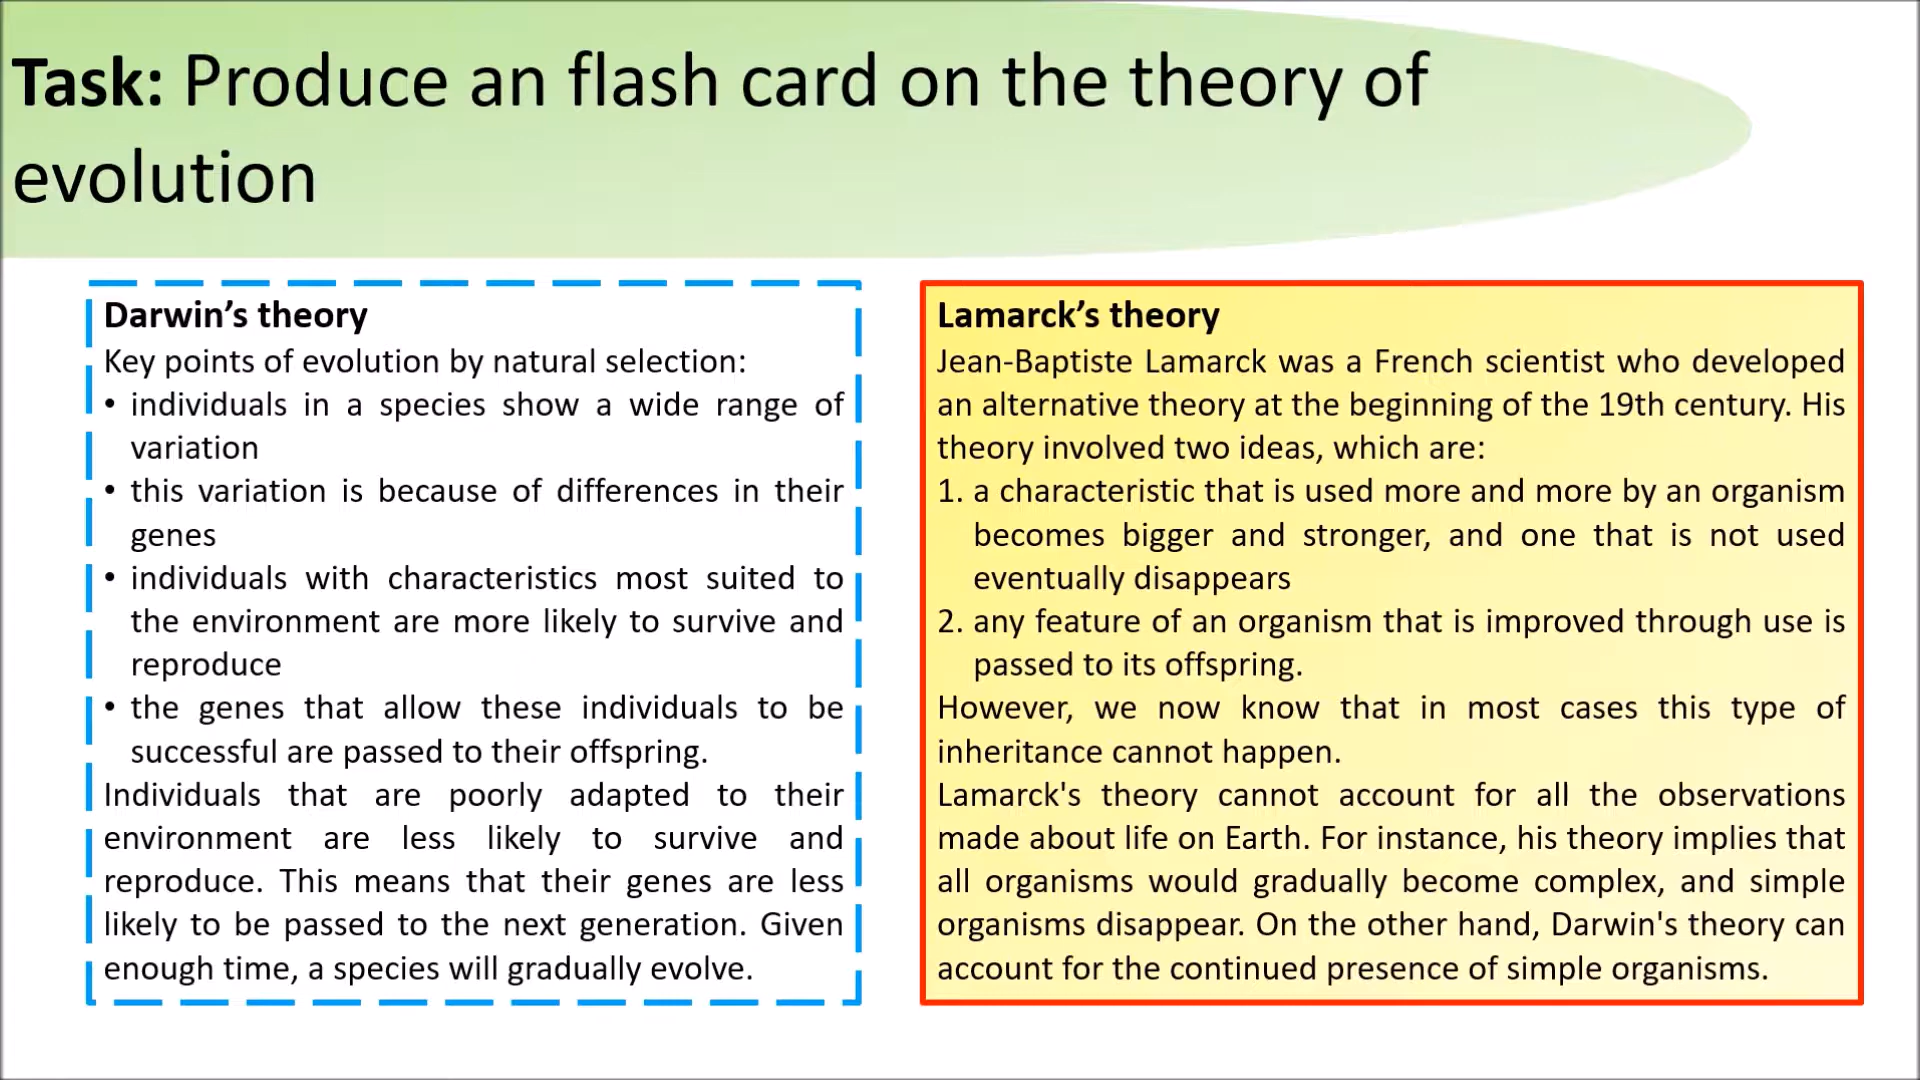 Task: Produce an flash card on the theory of
evolution
Darwin’s theory
Key points of evolution by natural selection:
• individuals in a species show a wide range of
variation
• this variation is because of differences in their
genes
• individuals with characteristics most suited to
the environment are more likely to survive and
reproduce
• the genes that allow these individuals to be
successful are passed to their offspring.
Individuals that are poorly adapted to their
environment are less likely to survive and
reproduce. This means that their genes are less
likely to be passed to the next generation. Given
enough time, a species will gradually evolve.
Lamarck’s theory
Jean-Baptiste Lamarck was a French scientist who developed
an alternative theory at the beginning of the 19th century. His
theory involved two ideas, which are:
1. a characteristic that is used more and more by an organism
becomes bigger and stronger, and one that is not used
eventually disappears
2. any feature of an organism that is improved through use is
passed to its offspring.
However, we now know that in most cases this type of
inheritance cannot happen.
Lamarck's theory cannot account for all the observations
made about life on Earth. For instance, his theory implies that
all organisms would gradually become complex, and simple
organisms disappear. On the other hand, Darwin's theory can
account for the continued presence of simple organisms.